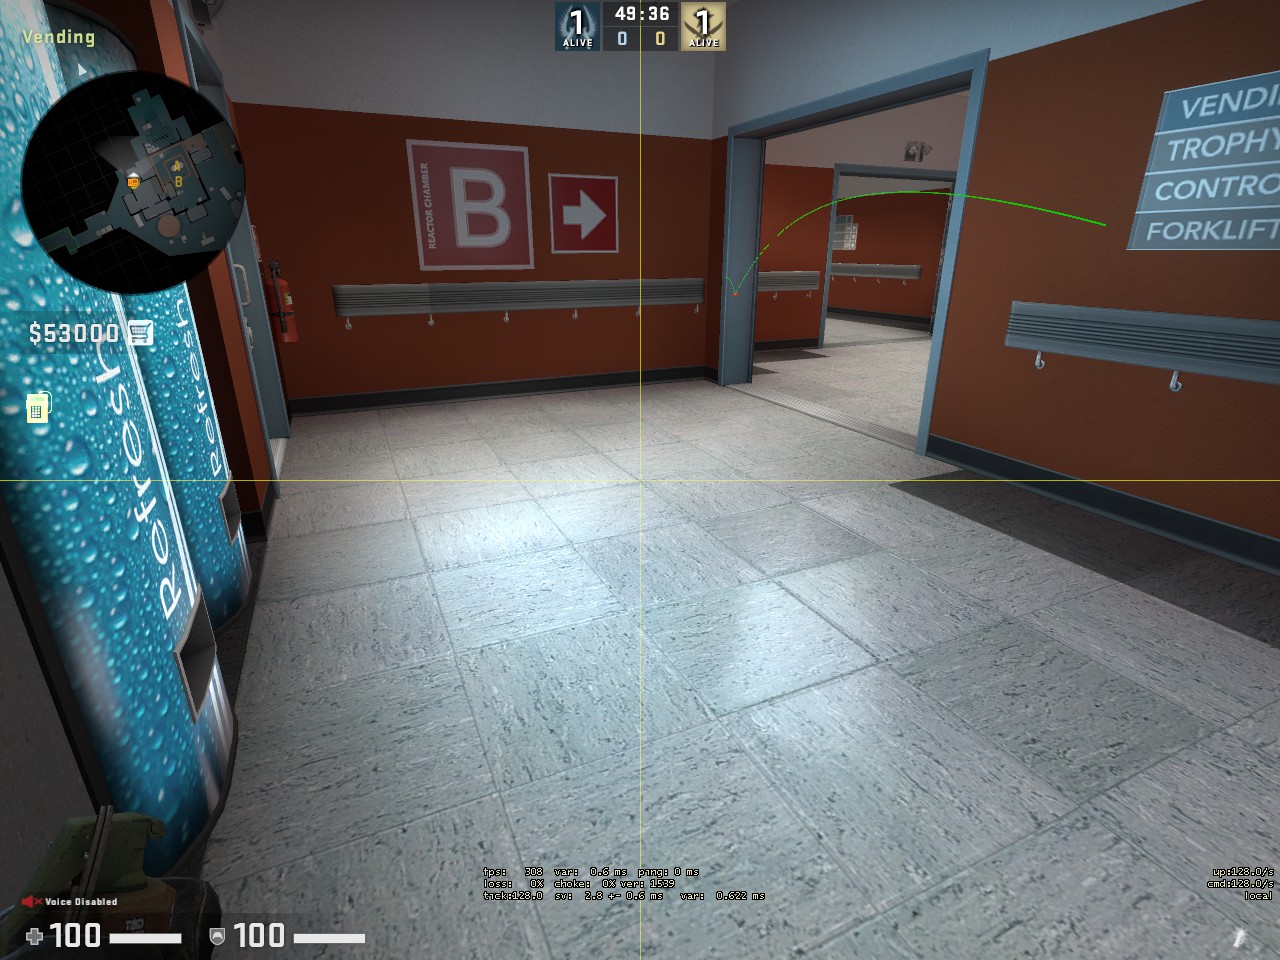 Vending
1
ALIVE
49:36
0 0
1
ALIVE
A
B
$53000
REACTOR CHAMBER
B
VENDI
TROPHY
CONTRO
FORKLIFT
Refresh
Refresh
fps: 308 var: 0.6 ms ping: 0 ms
loss: 0% choke: 0% ver: 1539
tick:128.0 sv: 2.8 +- 0.6 ms var: 0.622 ms
up:128.0/s
cmd:128.0/s
local
Voice Disabled
100 100